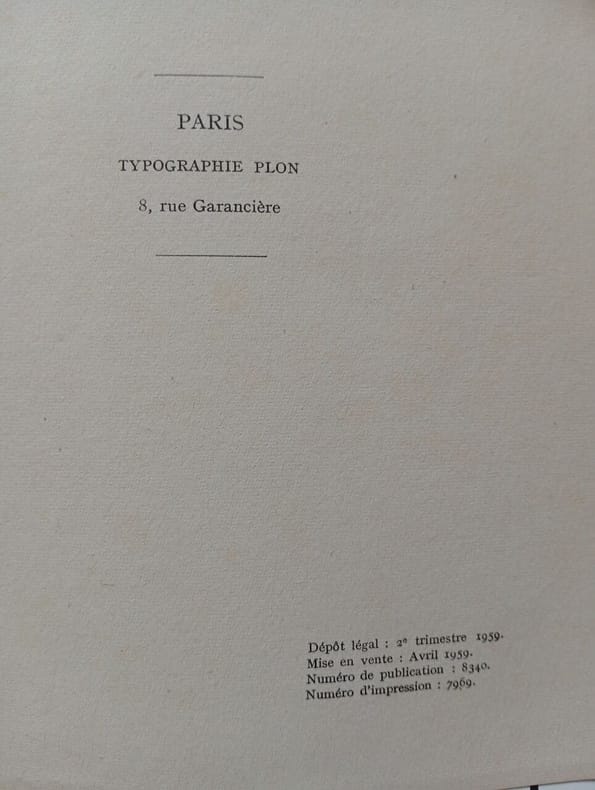 PARIS
TYPOGRAPHIE PLON
8, rue Garancière
Dépôt légal : 2e trimestre 1959.
Mise en vente : Avril 1959.
Numéro de publication : 8340.
Numéro d'impression : 7969.